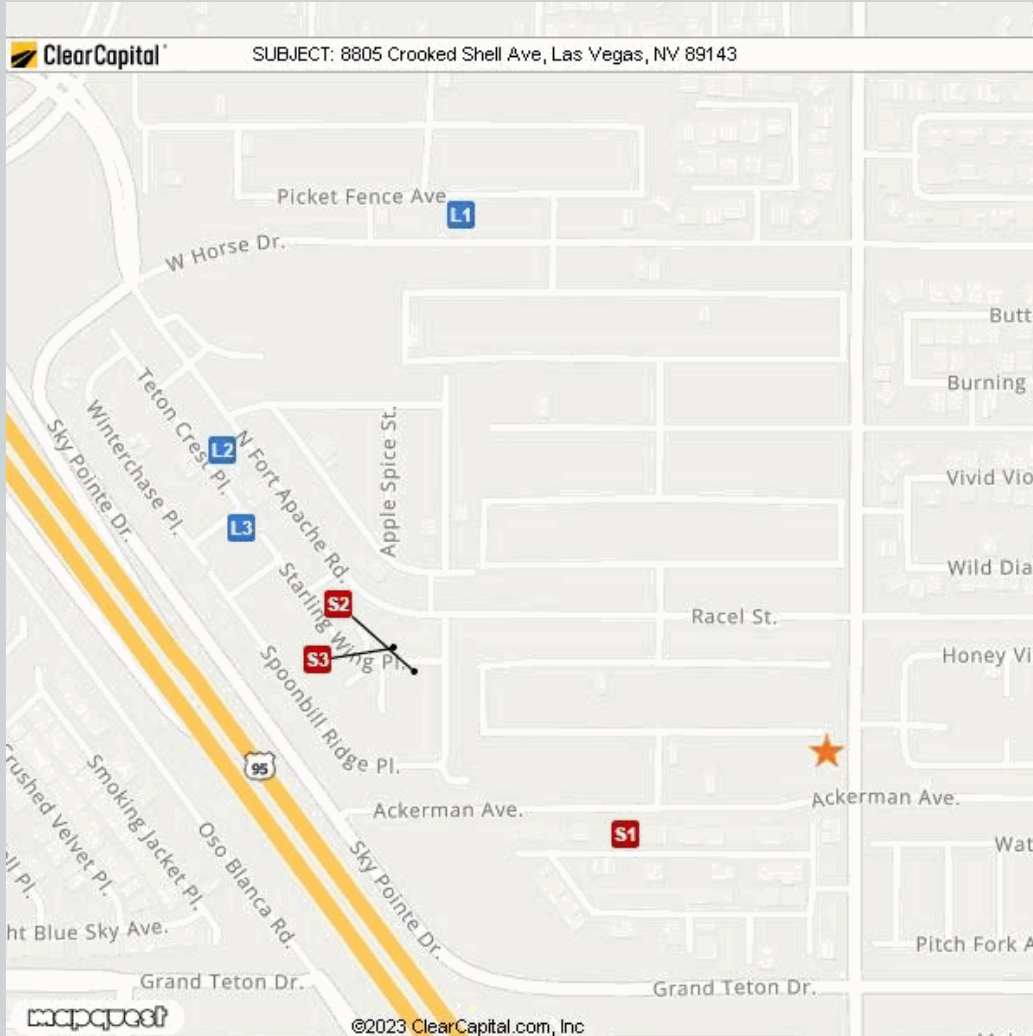 ClearCapital
SUBJECT: 8805 Crooked Shell Ave, Las Vegas, NV 89143
Picket Fence Ave
L1
W Horse Dr.
Butt
Burning
Teton Crest Pl.
Winterchase Pl.
Sky Pointe Dr.
L2
N Fort Apache Rd.
Apple Spice St.
Vivid Vio
L3
Wild Dia
Starling Wing Pl.
S2
Racel St.
S3
Honey Vi
Spoonbill Ridge Pl.
95
Ackerman Ave.
Ackerman Ave.
S1
Crushed Velvet Pl.
Smoking Jacket Pl.
Oso Blanca Rd.
Sky Pointe Dr.
Wat
ell Pl.
ht Blue Sky Ave.
Pitch Fork A
Grand Teton Dr.
Grand Teton Dr.
mapquest
©2023 ClearCapital.com, Inc